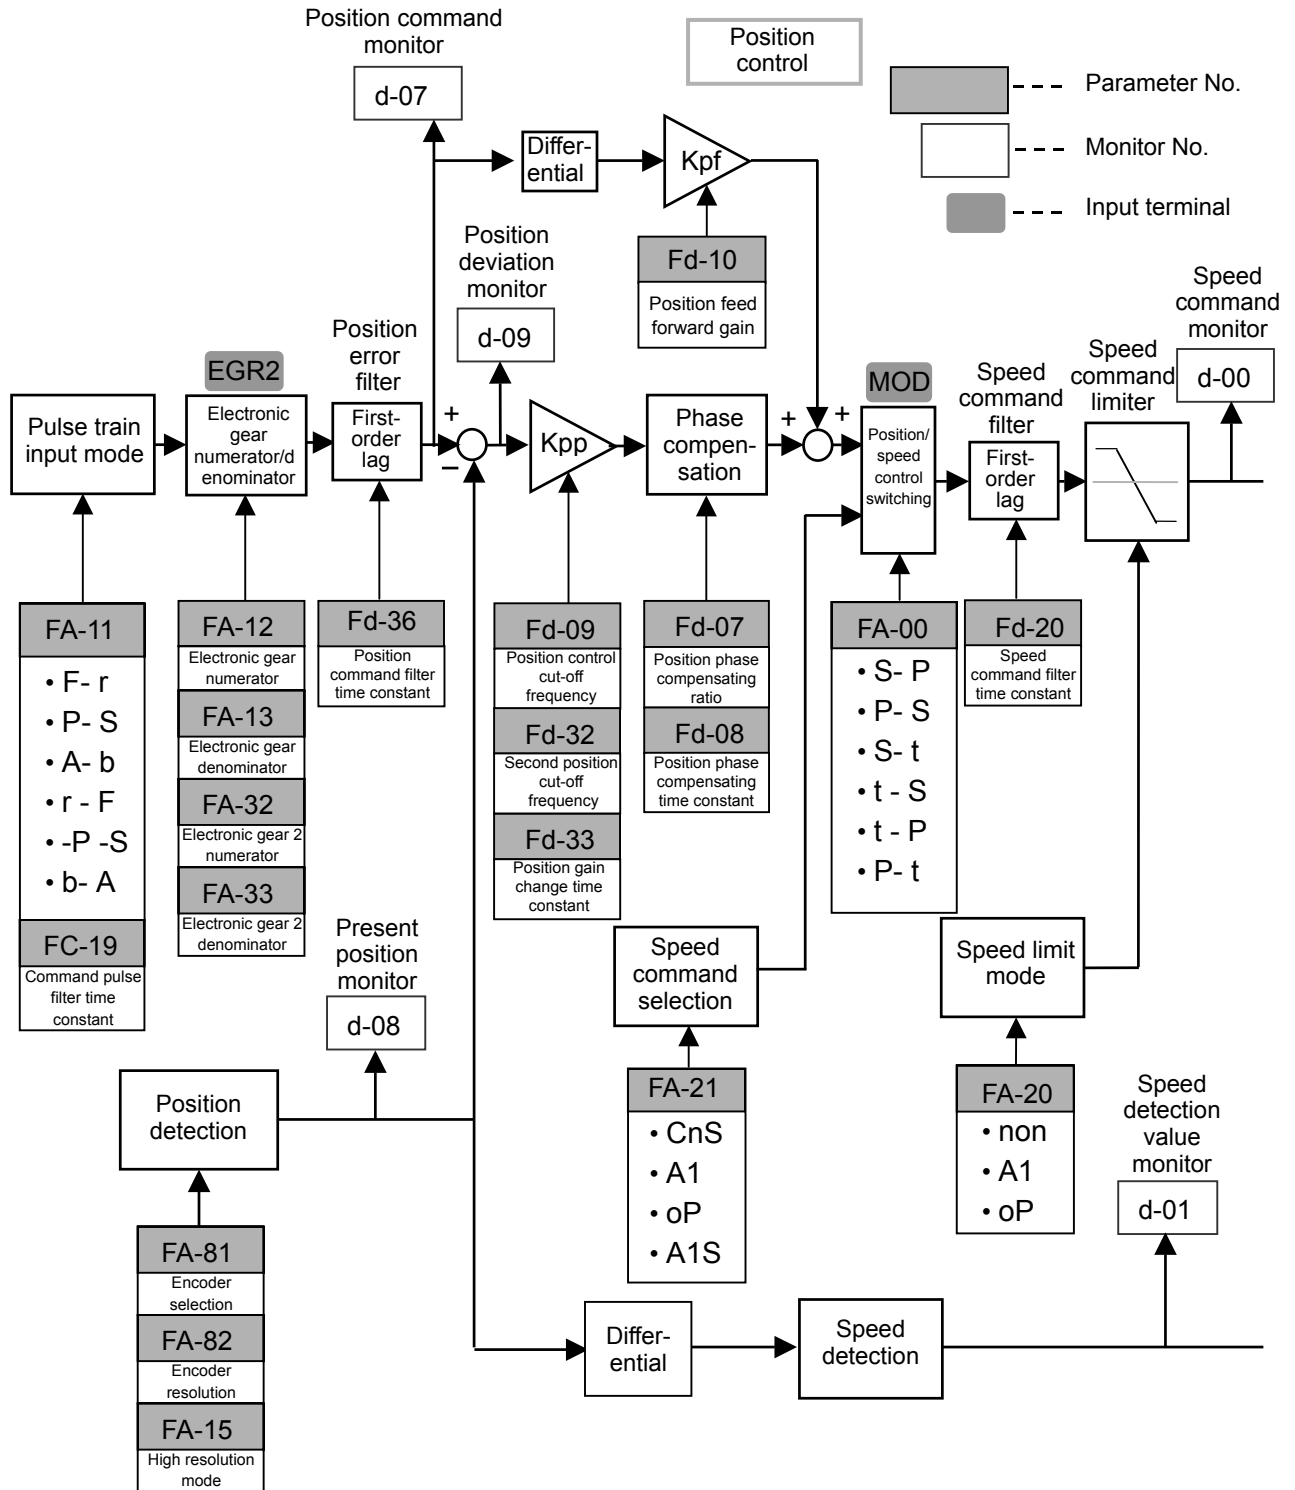 Position command
monitor
d-07
Position
control
Parameter No.
Monitor No.
Input terminal
Differ-
ential
Kpf
Fd-10
Position feed
forward gain
Position
deviation
monitor
d-09
Position
error
filter
EGR2
Pulse train
input mode
Electronic
gear
numerator/d
enominator
First-
order
lag
+
−
Kpp
Phase
compen-
sation
+
+
MOD
Position/
speed
control
switching
Speed
command
filter
First-
order
lag
Speed
command
limiter
Speed
command
monitor
d-00
FA-11
• F- r
• P- S
• A- b
• r - F
• -P -S
• b- A
FC-19
Command pulse
filter time
constant
FA-12
Electronic gear
numerator
FA-13
Electronic gear
denominator
FA-32
Electronic gear 2
numerator
FA-33
Electronic gear 2
denominator
Fd-36
Position
command filter
time constant
Fd-09
Position control
cut-off
frequency
Fd-32
Second position
cut-off
frequency
Fd-33
Position gain
change time
constant
Fd-07
Position phase
compensating
ratio
Fd-08
Position phase
compensating
time constant
FA-00
• S- P
• P- S
• S- t
• t - S
• t - P
• P- t
Fd-20
Speed
command filter
time constant
Present
position
monitor
d-08
Speed
command
selection
Speed limit
mode
Position
detection
FA-21
• CnS
• A1
• oP
• A1S
FA-20
• non
• A1
• oP
Speed
detection
value
monitor
d-01
FA-81
Encoder
selection
FA-82
Encoder
resolution
FA-15
High resolution
mode
Differ-
ential
Speed
detection